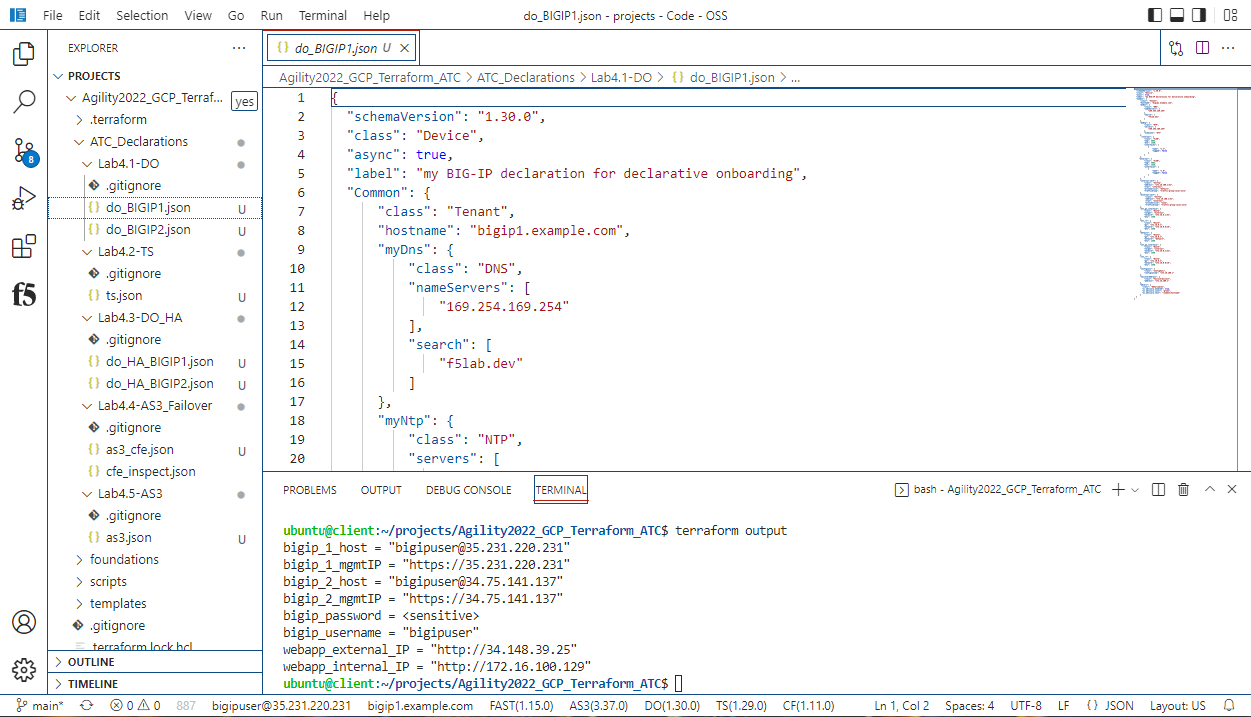 File Edit Selection View Go Run Terminal Help
do_BIGIP1.json - projects - Code - OSS
EXPLORER
PROJECTS
Agility2022_GCP_Terraf... yes
.terraform
ATC_Declarations
Lab4.1-DO
.gitignore
do_BIGIP1.json U
do_BIGIP2.json U
Lab4.2-TS
.gitignore
ts.json U
Lab4.3-DO_HA
.gitignore
do_HA_BIGIP1.json U
do_HA_BIGIP2.json U
Lab4.4-AS3_Failover
.gitignore
as3_cfe.json U
cfe_inspect.json
Lab4.5-AS3
.gitignore
as3.json U
foundations
scripts
templates
.gitignore
.terraform.lock.hcl
OUTLINE
TIMELINE
8
f5
{} do_BIGIP1.json U
Agility2022_GCP_Terraform_ATC > ATC_Declarations > Lab4.1-DO > {} do_BIGIP1.json > ...
1 {
2 "schemaVersion": "1.30.0",
3 "class": "Device",
4 "async": true,
5 "label": "my BIG-IP declaration for declarative onboarding",
6 "Common": {
7 "class": "Tenant",
8 "hostname": "bigip1.example.com",
9 "myDns": {
10 "class": "DNS",
11 "nameServers": [
12 "169.254.169.254"
13 ],
14 "search": [
15 "f5lab.dev"
16 ]
17 },
18 "myNtp": {
19 "class": "NTP",
20 "servers": [
PROBLEMS OUTPUT DEBUG CONSOLE TERMINAL
bash - Agility2022_GCP_Terraform_ATC
ubuntu@client:~/projects/Agility2022_GCP_Terraform_ATC$ terraform output
bigip_1_host = "bigipuser@35.231.220.231"
bigip_1_mgmtIP = "https://35.231.220.231"
bigip_2_host = "bigipuser@34.75.141.137"
bigip_2_mgmtIP = "https://34.75.141.137"
bigip_password = <sensitive>
bigip_username = "bigipuser"
webapp_external_IP = "http://34.148.39.25"
webapp_internal_IP = "http://172.16.100.129"
ubuntu@client:~/projects/Agility2022_GCP_Terraform_ATC$
main* 0 0 887 bigipuser@35.231.220.231 bigip1.example.com FAST(1.15.0) AS3(3.37.0) DO(1.30.0) TS(1.29.0) CF(1.11.0) Ln 1, Col 2 Spaces: 4 UTF-8 LF {} JSON Layout: US